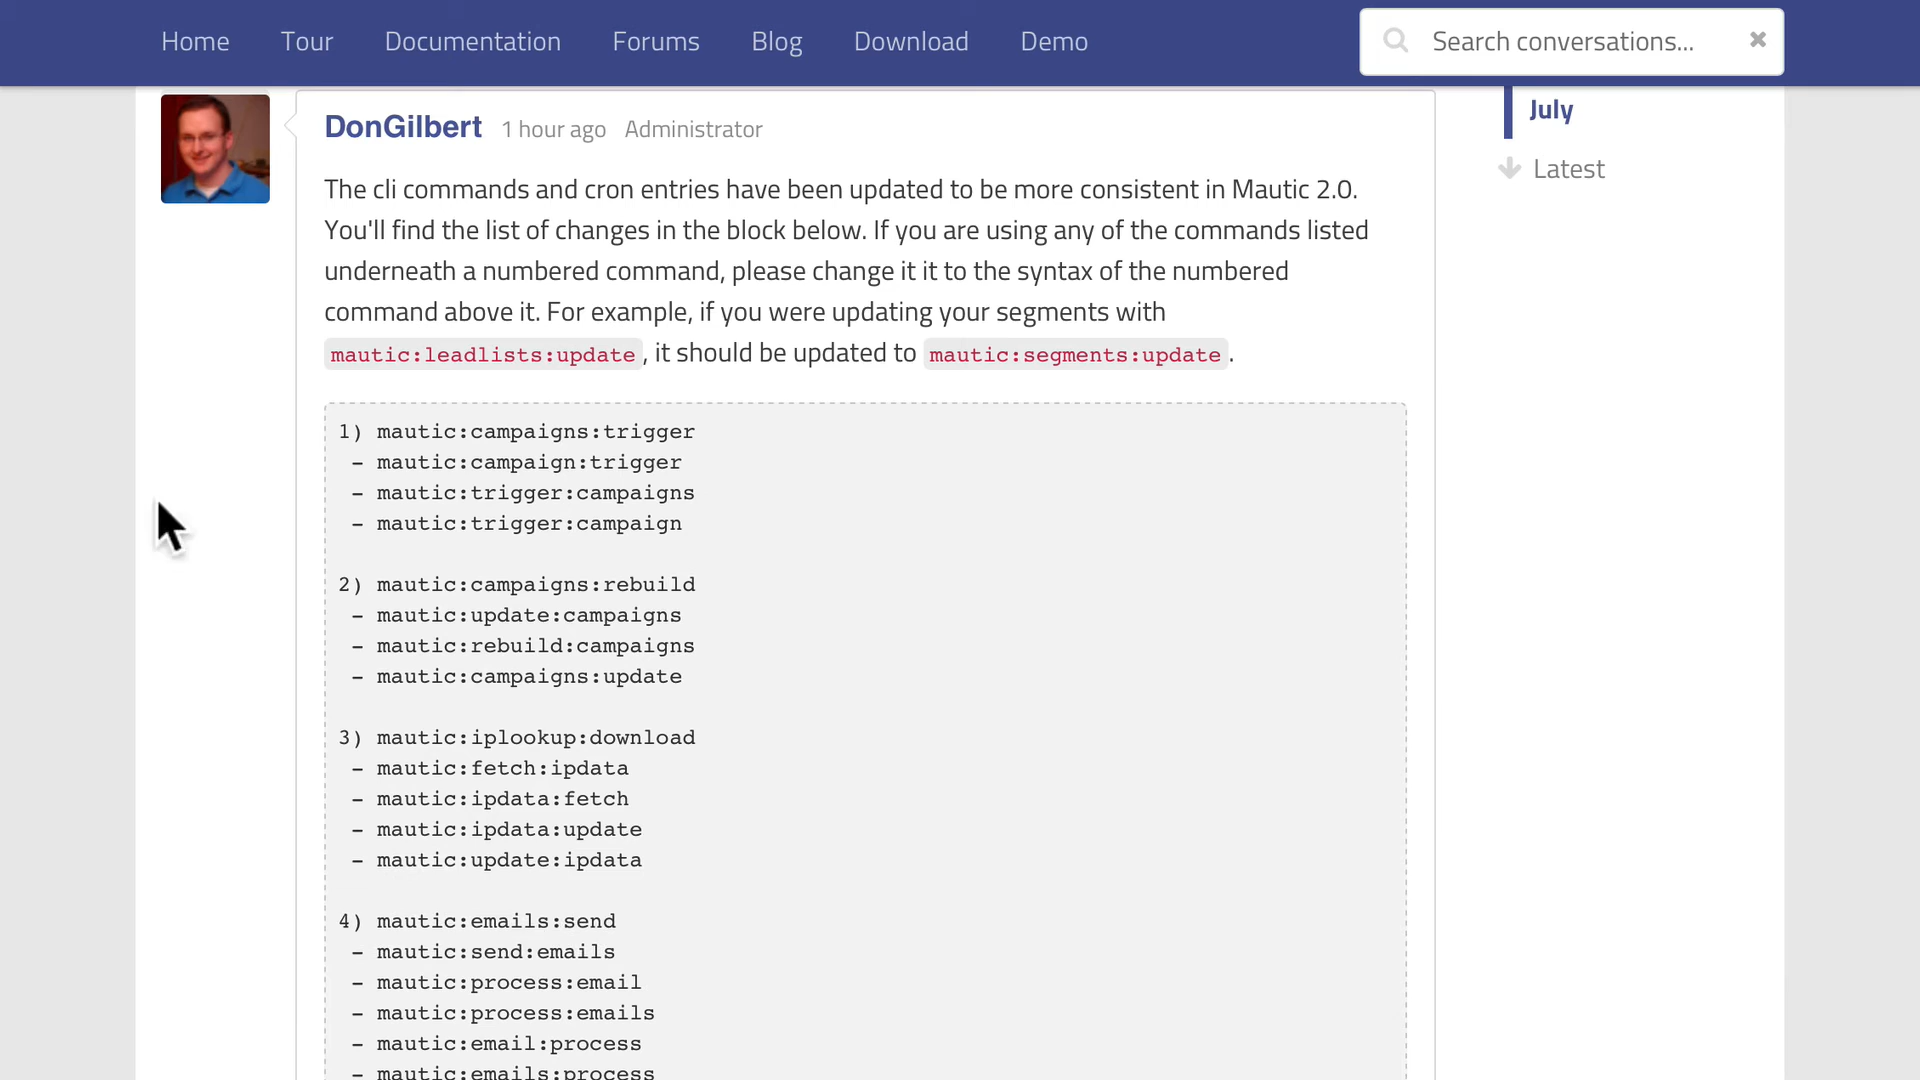 Home Tour Documentation Forums Blog Download Demo Search conversations...
DonGilbert 1 hour ago Administrator
July
Latest
The cli commands and cron entries have been updated to be more consistent in Mautic 2.0.
You'll find the list of changes in the block below. If you are using any of the commands listed
underneath a numbered command, please change it it to the syntax of the numbered
command above it. For example, if you were updating your segments with
mautic:leadlists:update, it should be updated to mautic:segments:update.
1) mautic:campaigns:trigger
- mautic:campaign:trigger
- mautic:trigger:campaigns
- mautic:trigger:campaign
2) mautic:campaigns:rebuild
- mautic:update:campaigns
- mautic:rebuild:campaigns
- mautic:campaigns:update
3) mautic:iplookup:download
- mautic:fetch:ipdata
- mautic:ipdata:fetch
- mautic:ipdata:update
- mautic:update:ipdata
4) mautic:emails:send
- mautic:send:emails
- mautic:process:email
- mautic:process:emails
- mautic:email:process
- mautic:emails:process